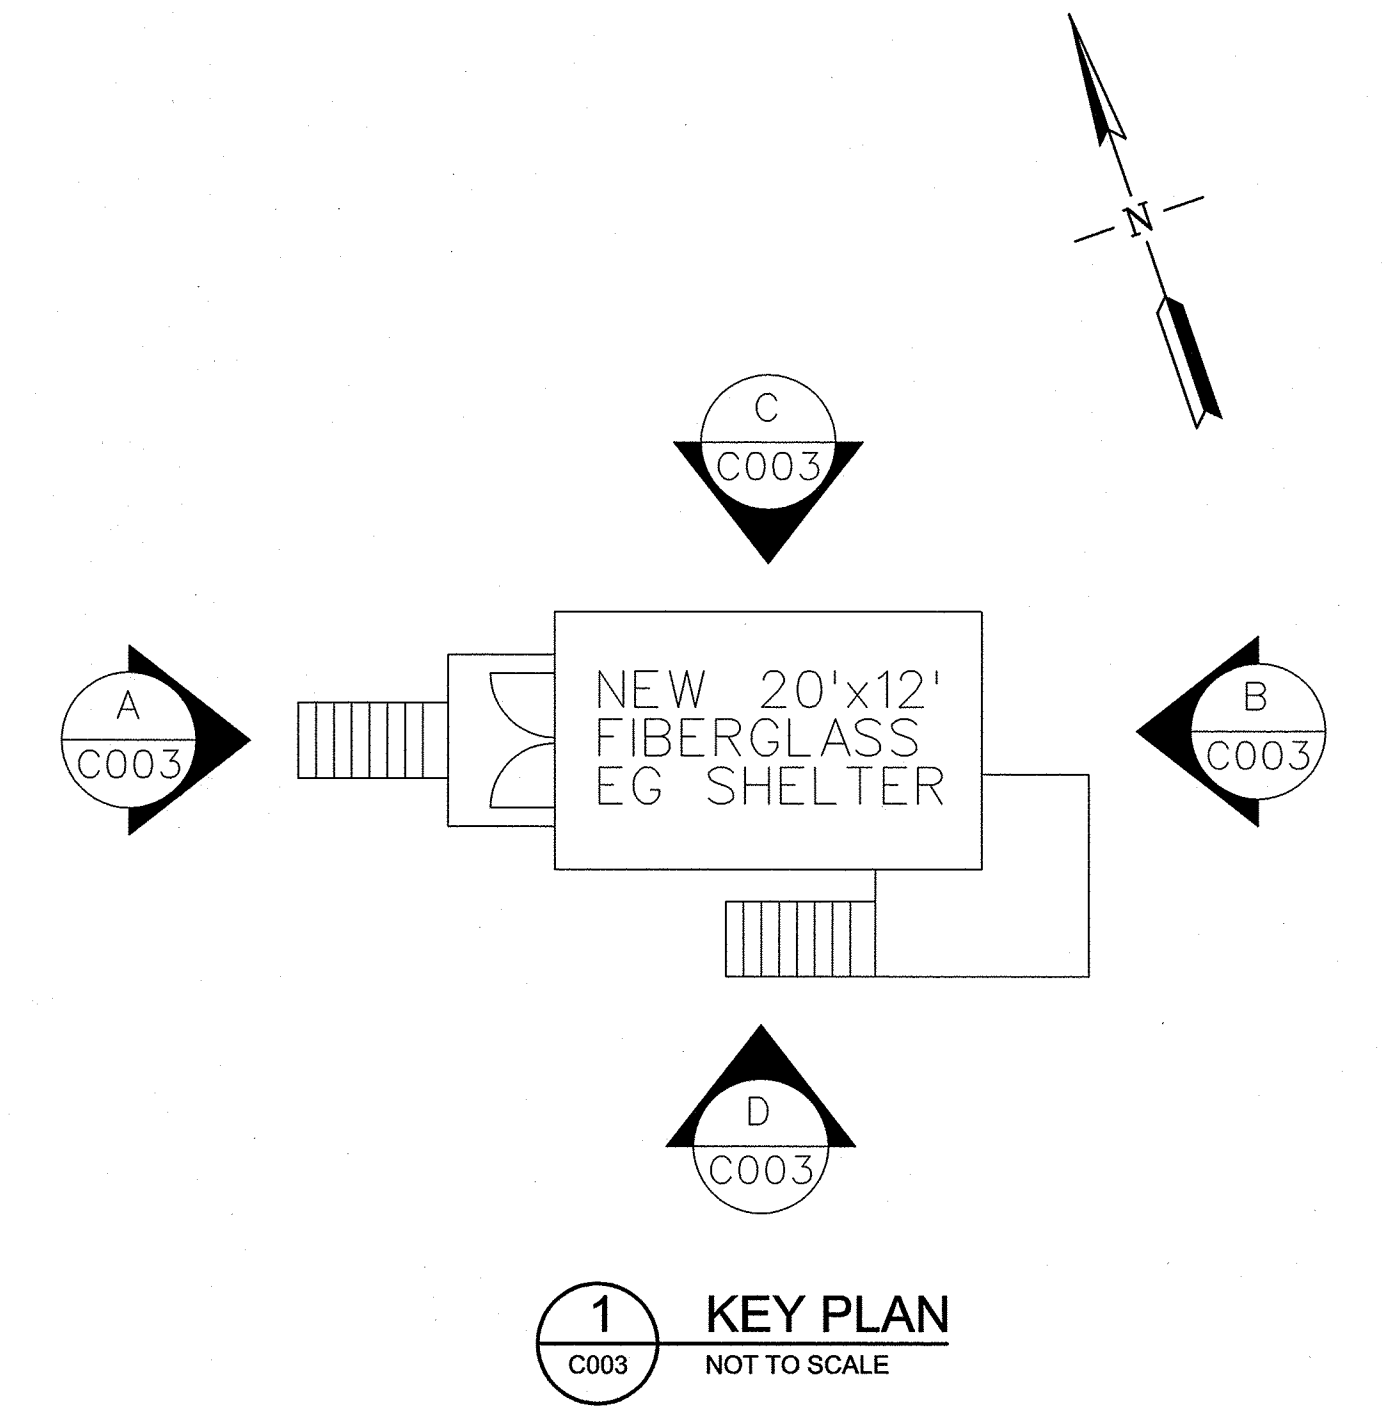 N
C
C003
A
C003
NEW 20'x12'
FIBERGLASS
EG SHELTER
B
C003
D
C003
1
C003
KEY PLAN
NOT TO SCALE